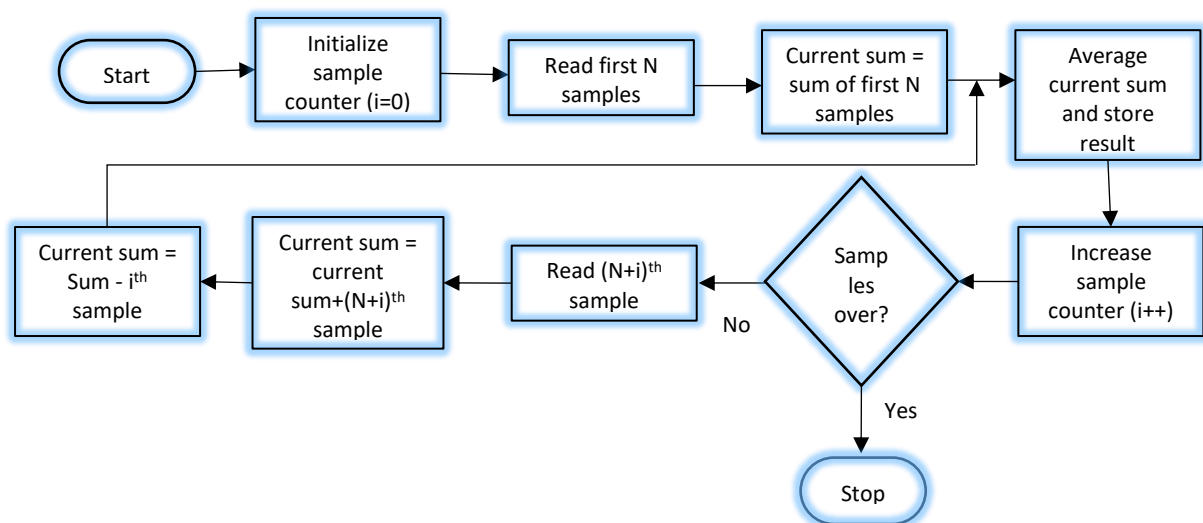 Start
Initialize
sample
counter (i=0)
Read first N
samples
Current sum =
sum of first N
samples
Average
current sum
and store
result
Increase
sample
counter (i++)
Samp
les
over?
No
Yes
Read (N+i)ᵗʰ
sample
Current sum =
current
sum+(N+i)ᵗʰ
sample
Current sum =
Sum - iᵗʰ
sample
Stop